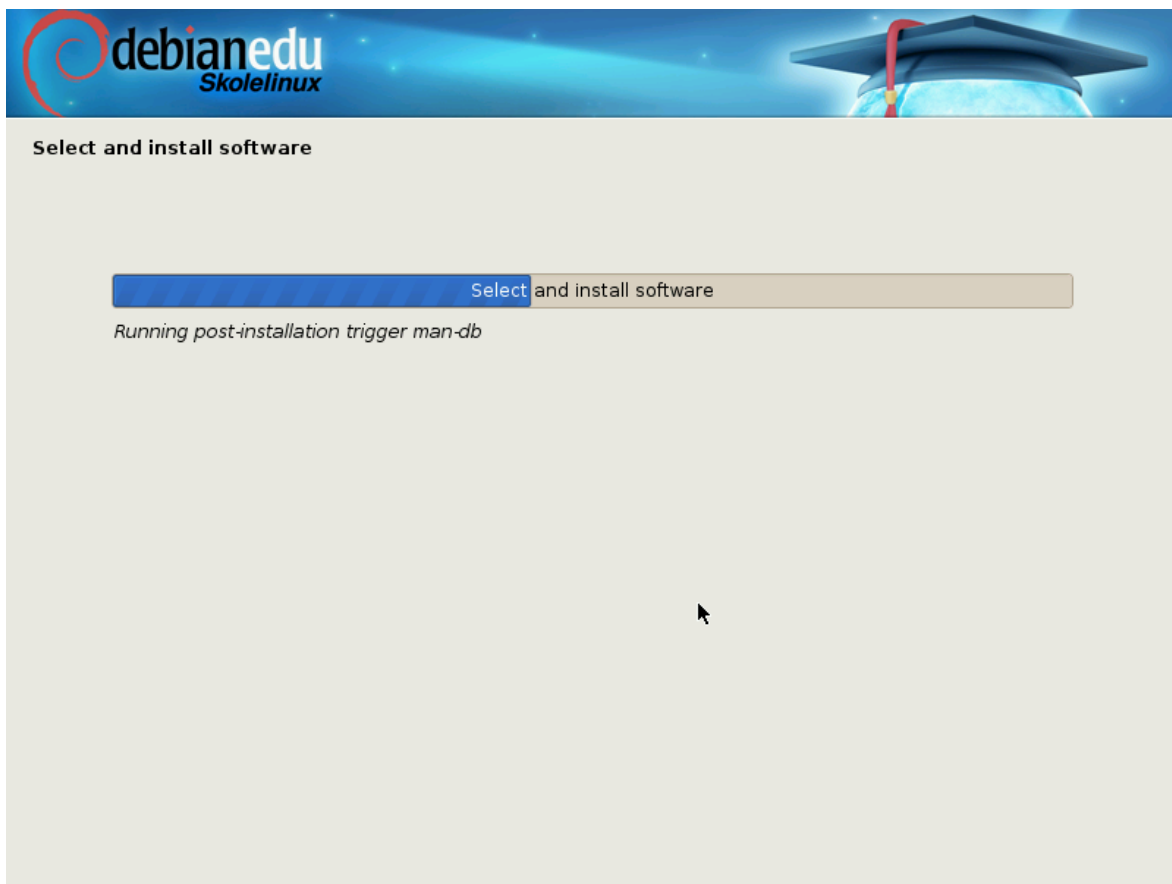 debianedu
Skolelinux
Select and install software
Select and install software
Running post-installation trigger man-db